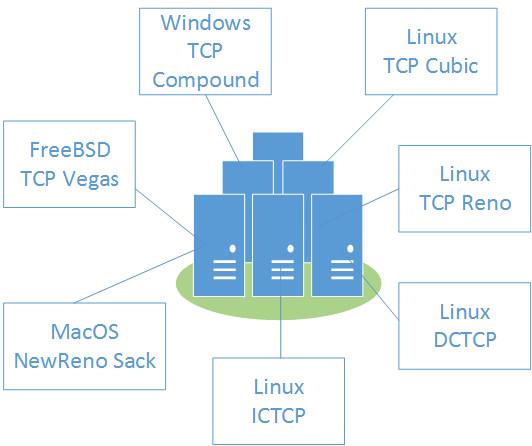 Windows
TCP
Compound
Linux
TCP Cubic
FreeBSD
TCP Vegas
Linux
TCP Reno
MacOS
NewReno Sack
Linux
DCTCP
Linux
ICTCP